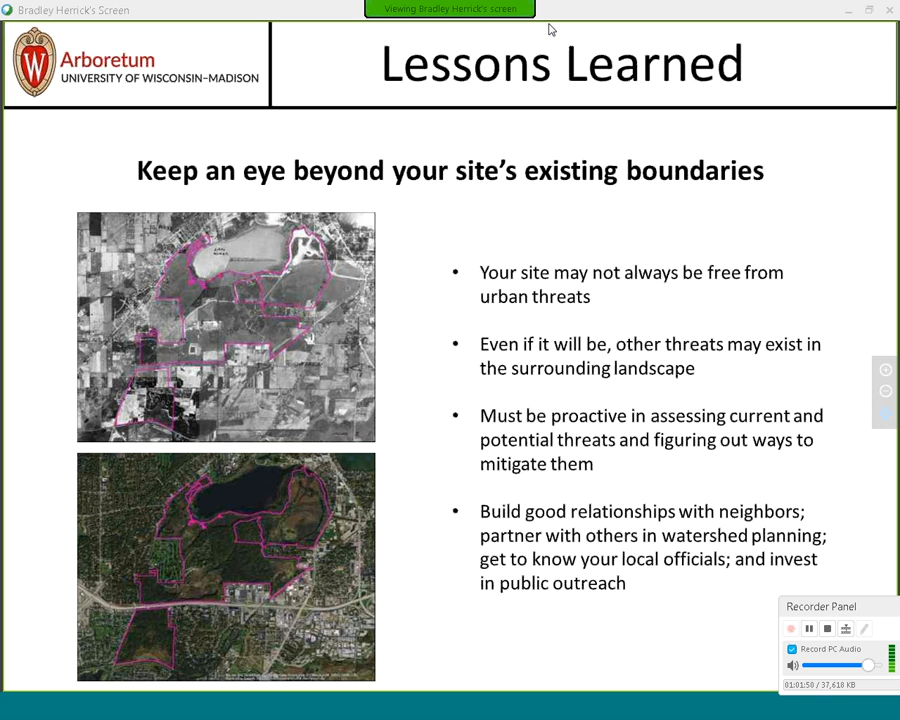 Bradley Herrick's Screen
Viewing Bradley Herrick's screen
Arboretum
UNIVERSITY OF WISCONSIN–MADISON
Lessons Learned
Keep an eye beyond your site's existing boundaries
• Your site may not always be free from
urban threats
• Even if it will be, other threats may exist in
the surrounding landscape
• Must be proactive in assessing current and
potential threats and figuring out ways to
mitigate them
• Build good relationships with neighbors;
partner with others in watershed planning;
get to know your local officials; and invest
in public outreach
Recorder Panel
Record PC Audio
01:01:50 / 37,618 KB